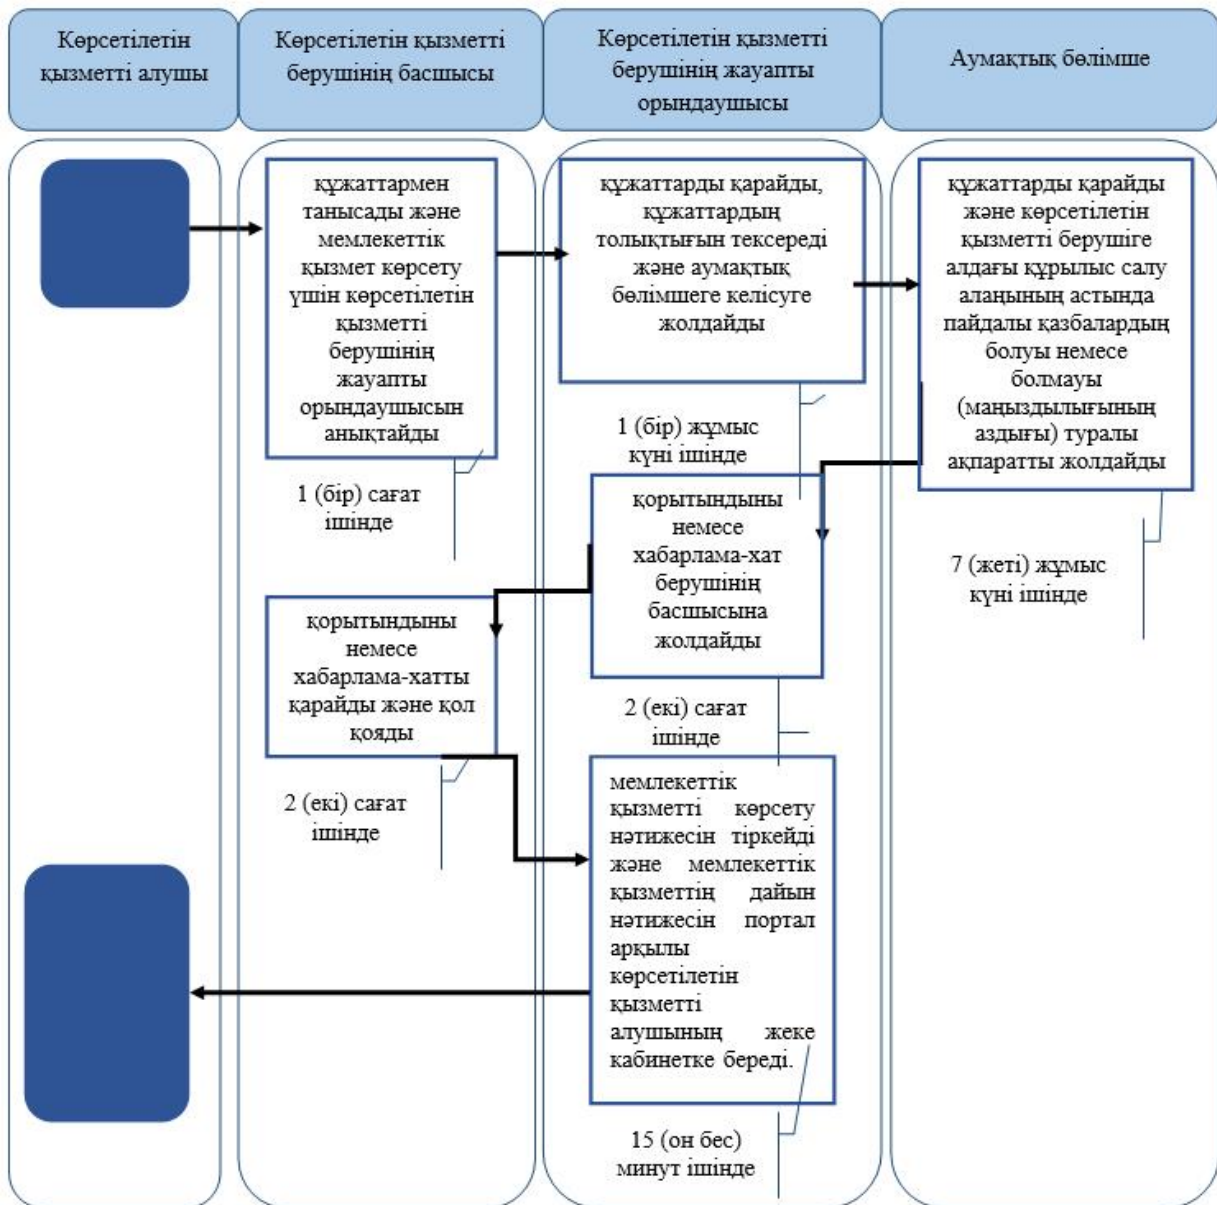 Көрсетілетін
қызметті алушы
Көрсетілетін қызметті
берушінің басшысы
Көрсетілетін қызметті
берушінің жауапты
орындаушысы
Аумақтық бөлімше
құжаттармен
танысады және
мемлекеттік
қызмет көрсету
үшін көрсетілетін
қызметті
берушінің
жауапты
орындаушысын
анықтайды
1 (бір) сағат
ішінде
құжаттарды қарайды,
құжаттардың
толықтығын тексереді
және аумақтық
бөлімшеге келісуге
жолдайды
1 (бір) жұмыс
күні ішінде
құжаттарды қарайды
және көрсетілетін
қызметті берушіге
алдағы құрылыс салу
алаңының астында
пайдалы қазбалардың
болуы немесе
болмауы
(маңыздылығының
аздығы) туралы
ақпаратты жолдайды
7 (жеті) жұмыс
күні ішінде
қорытындыны
немесе
хабарлама-хат
берушінің
басшысына
жолдайды
2 (екі) сағат
ішінде
қорытындыны
немесе
хабарлама-хатты
қарайды және қол
қояды
2 (екі) сағат
ішінде
мемлекеттік
қызметті көрсету
нәтижесін тіркейді
және мемлекеттік
қызметтің дайын
нәтижесін портал
арқылы
көрсетілетін
қызметті
алушының жеке
кабинетке береді.
15 (он бес)
минут ішінде